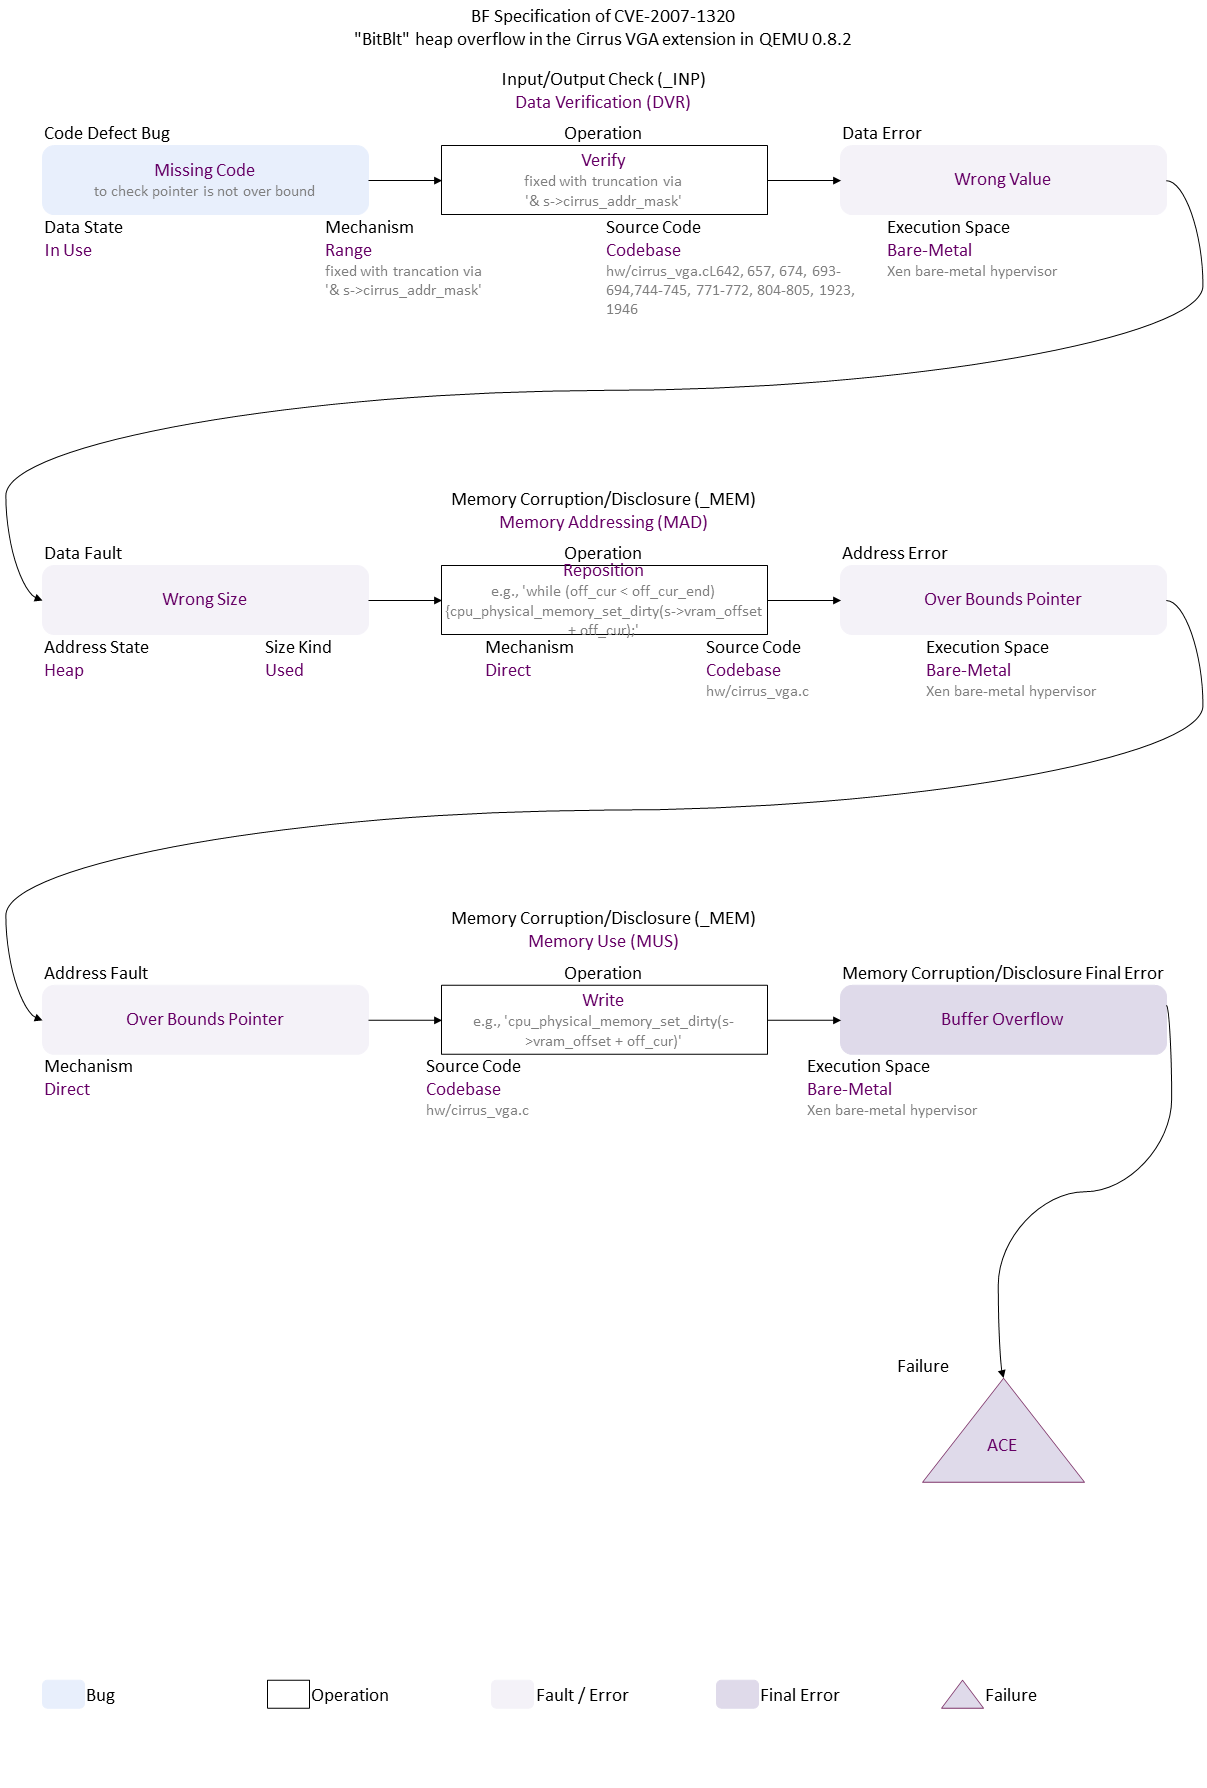 BF Specification of CVE-2007-1320
"BitBlt" heap overflow in the Cirrus VGA extension in QEMU 0.8.2
Input/Output Check (_INP)
Data Verification (DVR)
Code Defect Bug
Operation
Data Error
Missing Code
to check pointer is not over bound
Verify
fixed with truncation via
'& s->cirrus_addr_mask'
Wrong Value
Data State
In Use
Mechanism
Range
fixed with trancation via
'& s->cirrus_addr_mask'
Source Code
Codebase
hw/cirrus_vga.cL642, 657, 674, 693-
694,744-745, 771-772, 804-805, 1923,
1946
Execution Space
Bare-Metal
Xen bare-metal hypervisor
Memory Corruption/Disclosure (_MEM)
Memory Addressing (MAD)
Data Fault
Operation
Address Error
Wrong Size
Reposition
e.g., 'while (off_cur < off_cur_end)
{cpu_physical_memory_set_dirty(s->vram_offset
+ off_cur);'
Over Bounds Pointer
Address State
Heap
Size Kind
Used
Mechanism
Direct
Source Code
Codebase
hw/cirrus_vga.c
Execution Space
Bare-Metal
Xen bare-metal hypervisor
Memory Corruption/Disclosure (_MEM)
Memory Use (MUS)
Address Fault
Operation
Memory Corruption/Disclosure Final Error
Over Bounds Pointer
Write
e.g., 'cpu_physical_memory_set_dirty(s-
>vram_offset + off_cur)'
Buffer Overflow
Mechanism
Direct
Source Code
Codebase
hw/cirrus_vga.c
Execution Space
Bare-Metal
Xen bare-metal hypervisor
Failure
ACE
Bug
Operation
Fault / Error
Final Error
Failure